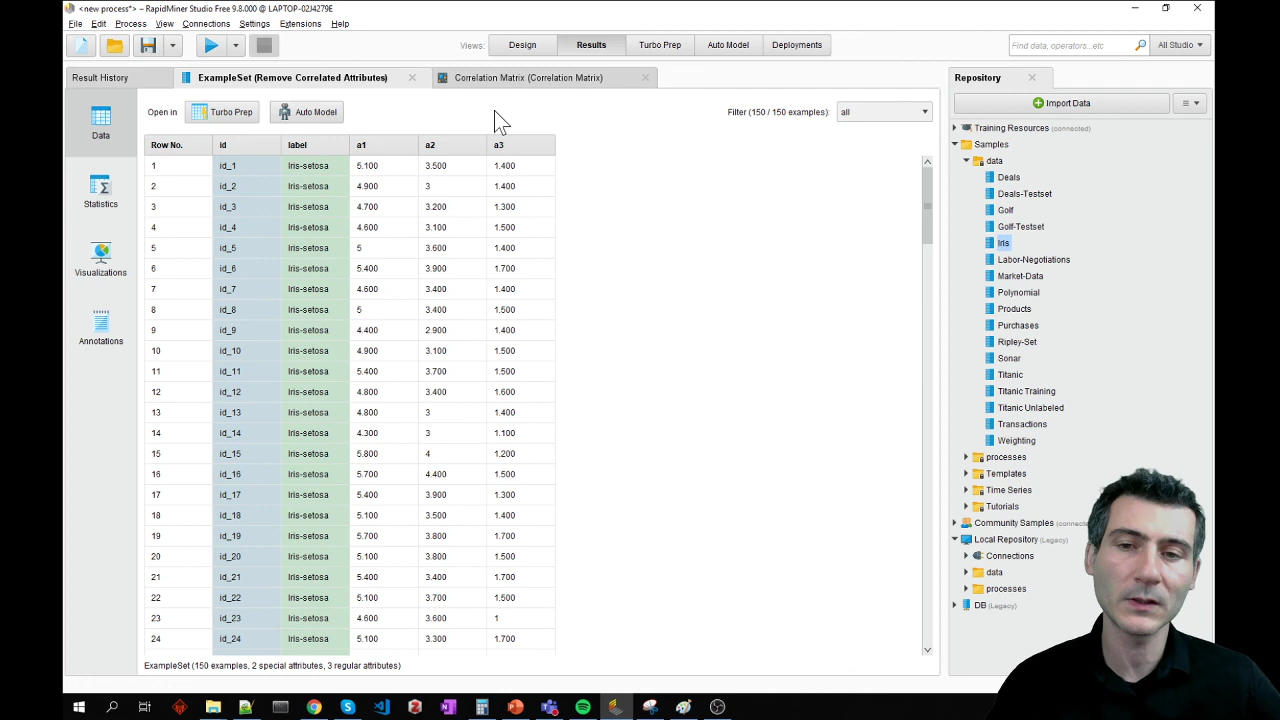 <new process*> – RapidMiner Studio Free 9.8.000 @ LAPTOP-02J4279E
File Edit Process View Connections Settings Extensions Help
Views: Design Results Turbo Prep Auto Model Deployments Find data, operators...etc All Studio
Result History ExampleSet (Remove Correlated Attributes) Correlation Matrix (Correlation Matrix) Repository
Open in Turbo Prep Auto Model Filter (150 / 150 examples): all
Import Data
Data
Statistics
Visualizations
Annotations
Row No. id label a1 a2 a3
1 id_1 Iris-setosa 5.100 3.500 1.400
2 id_2 Iris-setosa 4.900 3 1.400
3 id_3 Iris-setosa 4.700 3.200 1.300
4 id_4 Iris-setosa 4.600 3.100 1.500
5 id_5 Iris-setosa 5 3.600 1.400
6 id_6 Iris-setosa 5.400 3.900 1.700
7 id_7 Iris-setosa 4.600 3.400 1.400
8 id_8 Iris-setosa 5 3.400 1.500
9 id_9 Iris-setosa 4.400 2.900 1.400
10 id_10 Iris-setosa 4.900 3.100 1.500
11 id_11 Iris-setosa 5.400 3.700 1.500
12 id_12 Iris-setosa 4.800 3.400 1.600
13 id_13 Iris-setosa 4.800 3 1.400
14 id_14 Iris-setosa 4.300 3 1.100
15 id_15 Iris-setosa 5.800 4 1.200
16 id_16 Iris-setosa 5.700 4.400 1.500
17 id_17 Iris-setosa 5.400 3.900 1.300
18 id_18 Iris-setosa 5.100 3.500 1.400
19 id_19 Iris-setosa 5.700 3.800 1.700
20 id_20 Iris-setosa 5.100 3.800 1.500
21 id_21 Iris-setosa 5.400 3.400 1.700
22 id_22 Iris-setosa 5.100 3.700 1.500
23 id_23 Iris-setosa 4.600 3.600 1
24 id_24 Iris-setosa 5.100 3.300 1.700
ExampleSet (150 examples, 2 special attributes, 3 regular attributes)
Training Resources (connected)
Samples
data
Deals
Deals-Testset
Golf
Golf-Testset
Iris
Labor-Negotiations
Market-Data
Polynomial
Products
Purchases
Ripley-Set
Sonar
Titanic
Titanic Training
Titanic Unlabeled
Transactions
Weighting
processes
Templates
Time Series
Tutorials
Community Samples
Local Repository (Legacy)
Connections
data
processes
DB (Legacy)